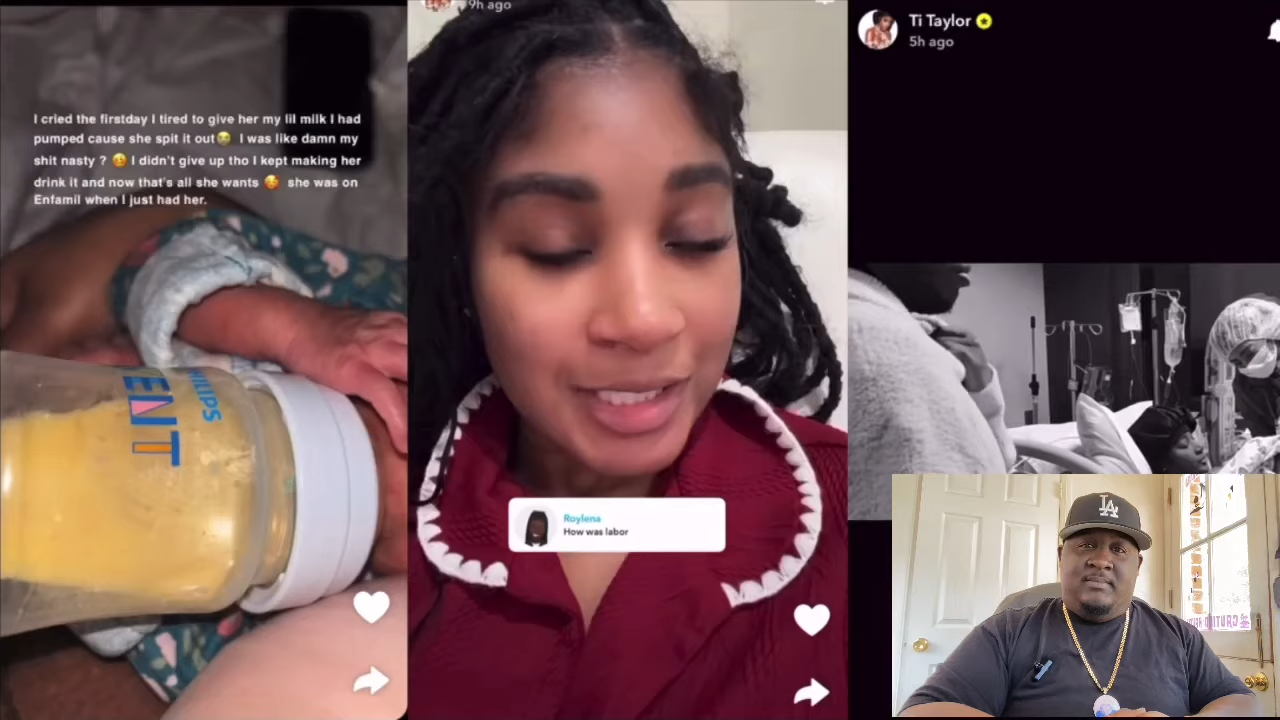 I cried the firstday I tired to give her my lil milk I had
pumped cause she spit it out😭 I was like damn my
shit nasty ? 🥴 I didn't give up tho I kept making her
drink it and now that's all she wants 🥰 she was on
Enfamil when I just had her.
PHILIPS
ENT
9h ago
Roylena
How was labor
Ti Taylor
5h ago
LA